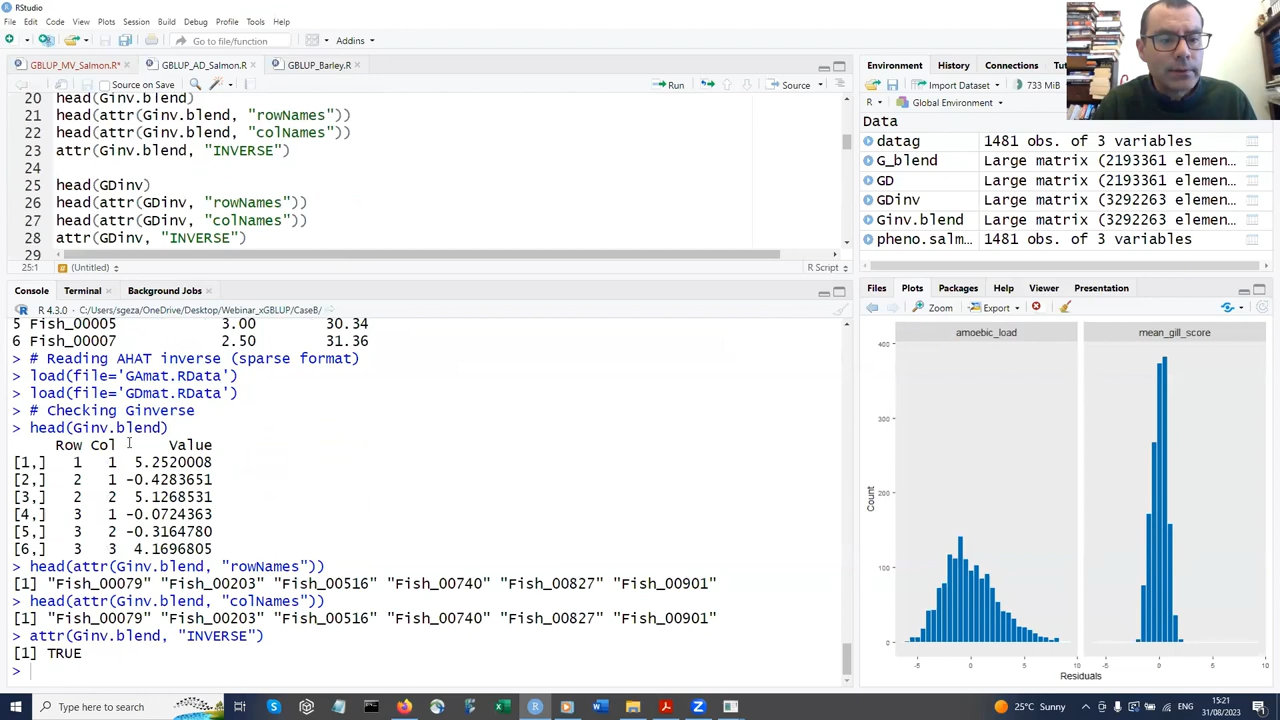 RStudio
File Edit Code View Plots Session Build Debug Profile Tools Help
Go to file/function Addins
GBLUP_MV_Salmon.R* GBLUP_A Salmon.R GBLUP Barley.R
Source on Save Run Source
20 head(Ginv.blend)
21 head(attr(Ginv.blend, "rowNames"))
22 head(attr(Ginv.blend, "colNames"))
23 attr(Ginv.blend, "INVERSE")
24
25 head(GDinv)
26 head(attr(GDinv, "rowNames"))
27 head(attr(GDinv, "colNames"))
28 attr(GDinv, "INVERSE")
29
25:1 (Untitled) R Script
Console Terminal Background Jobs
R 4.3.0 · C:/Users/sgeza/OneDrive/Desktop/Webinar_xGBLUP/CaseB/
5 Fish_00005 3.00 30.34
6 Fish_00007 2.50 31.36
> # Reading AHAT inverse (sparse format)
> load(file='GAmat.RData')
> load(file='GDmat.RData')
> # Checking Ginverse
> head(Ginv.blend)
Row Col Value
[1,] 1 1 5.2520008
[2,] 2 1 -0.4283651
[3,] 2 2 5.1268531
[4,] 3 1 -0.0724363
[5,] 3 2 -0.3164780
[6,] 3 3 4.1696805
> head(attr(Ginv.blend, "rowNames"))
[1] "Fish_00079" "Fish_00203" "Fish_00516" "Fish_00740" "Fish_00827" "Fish_00901"
> head(attr(Ginv.blend, "colNames"))
[1] "Fish_00079" "Fish_00203" "Fish_00516" "Fish_00740" "Fish_00827" "Fish_00901"
> attr(Ginv.blend, "INVERSE")
[1] TRUE
>
Environment History Connections Tu
Import Dataset 733 MiB
R Global Environment
Data
datag 1481 obs. of 3 variables
G_blend Large matrix (2193361 elemen…
GD Large matrix (2193361 elemen…
GDinv Large matrix (3292263 elemen…
Ginv.blend Large matrix (3292263 elemen…
pheno.salm… 1481 obs. of 3 variables
Files Plots Packages Help Viewer Presentation
Zoom Export
amoebic_load mean_gill_score
400
300
200
100
0
Count
-5 0 5 10 -5 0 5 10
Residuals
Type here to search
25°C Sunny ENG 15:21
31/08/2023